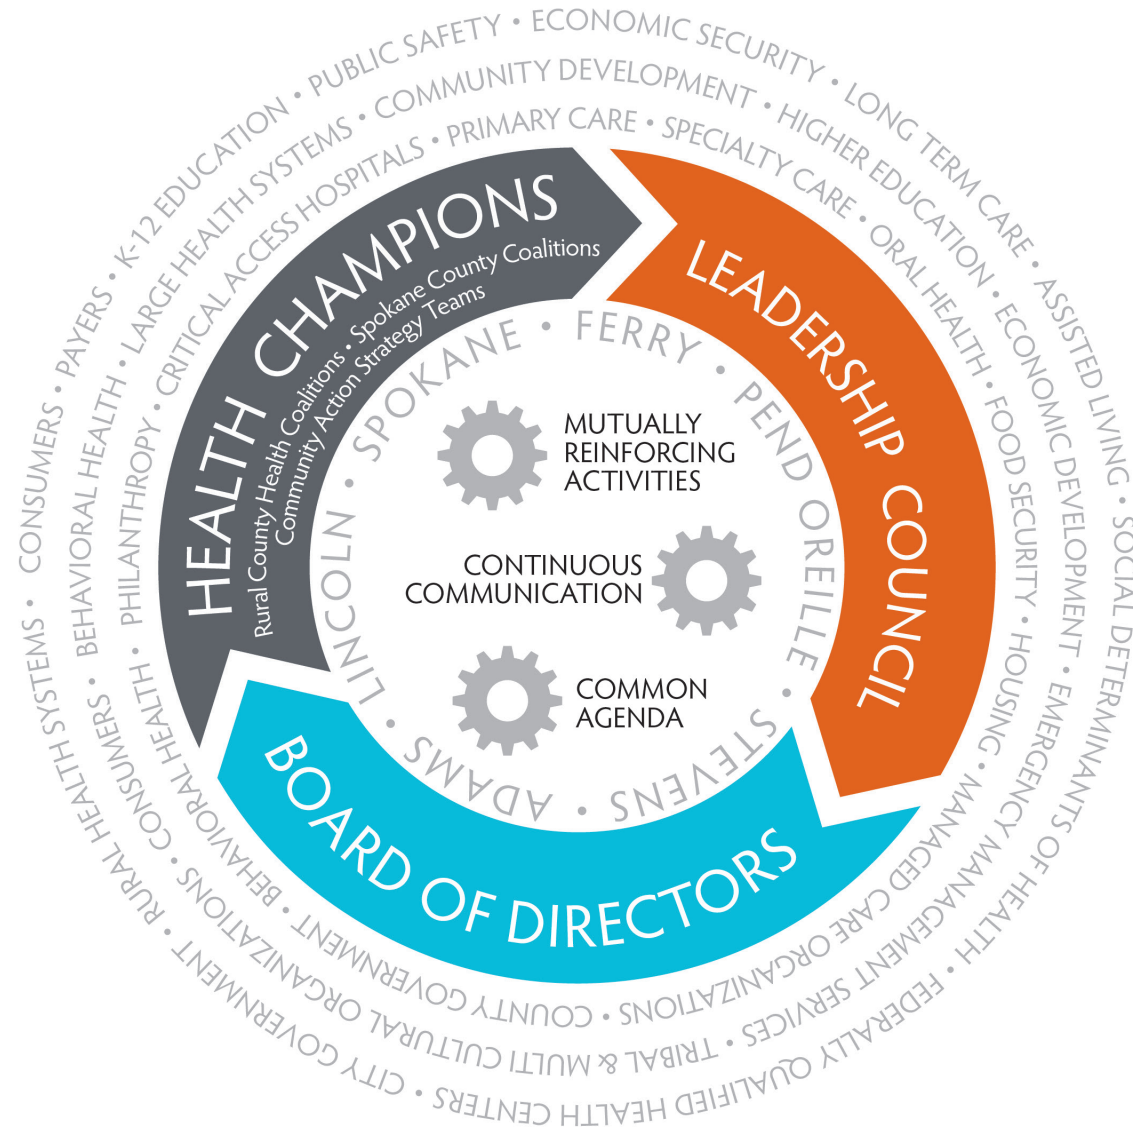 CONSUMERS • PAYERS • K-12 EDUCATION • PUBLIC SAFETY • ECONOMIC SECURITY • LONG TERM CARE • ASSISTED LIVING • SOCIAL DETERMINANTS OF HEALTH • FEDERALLY QUALIFIED HEALTH CENTERS • CITY GOVERNMENT • RURAL HEALTH SYSTEMS •
BEHAVIORAL HEALTH • LARGE HEALTH SYSTEMS • COMMUNITY DEVELOPMENT • HIGHER EDUCATION • ECONOMIC DEVELOPMENT • EMERGENCY MANAGEMENT SERVICES • TRIBAL & MULTI CULTURAL ORGANIZATIONS • CONSUMERS •
PHILANTHROPY • CRITICAL ACCESS HOSPITALS • PRIMARY CARE • SPECIALTY CARE • ORAL HEALTH • FOOD SECURITY • HOUSING • MANAGED CARE ORGANIZATIONS • COUNTY GOVERNMENT • BEHAVIORAL HEALTH •
HEALTH CHAMPIONS
Rural County Health Coalitions • Spokane County Coalitions
Community Action Strategy Teams
LEADERSHIP COUNCIL
BOARD OF DIRECTORS
SPOKANE • FERRY • PEND OREILLE • STEVENS • ADAMS • LINCOLN •
MUTUALLY
REINFORCING
ACTIVITIES
CONTINUOUS
COMMUNICATION
COMMON
AGENDA